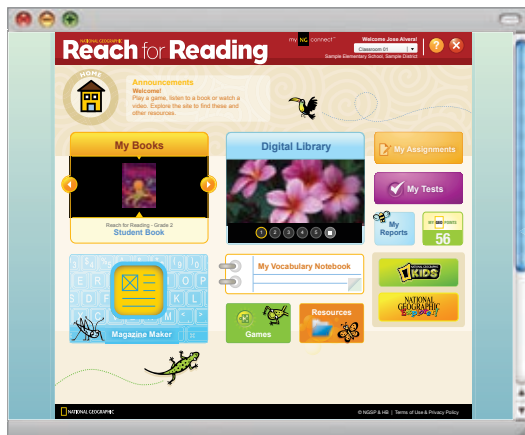 NATIONAL GEOGRAPHIC
Reach for Reading
my NG connect
Welcome Jose Alvera!
Classroom 01
Sample Elementary School, Sample District
?
HOME
Announcements
Welcome!
Play a game, listen to a book or watch a
video. Explore the site to find these and
other resources.
My Books
Digital Library
My Assignments
My Tests
Reach for Reading - Grade 2
Student Book
1 2 3 4 5
My
Reports
56
My Vocabulary Notebook
KIDS
NATIONAL
GEOGRAPHIC
Magazine Maker
Games
Resources
NATIONAL GEOGRAPHIC
© NGSP & HB | Terms of Use & Privacy Policy